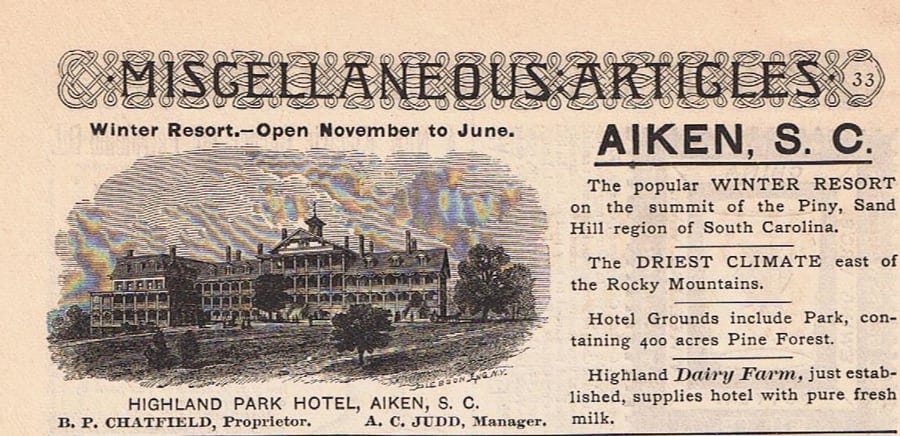 MISCELLANEOUS ARTICLES
33
Winter Resort.—Open November to June.
HIGHLAND PARK HOTEL, AIKEN, S. C.
B. P. CHATFIELD, Proprietor. A. C. JUDD, Manager.
AIKEN, S. C.
The popular WINTER RESORT
on the summit of the Piny, Sand
Hill region of South Carolina.
The DRIEST CLIMATE east of
the Rocky Mountains.
Hotel Grounds include Park, con-
taining 400 acres Pine Forest.
Highland Dairy Farm, just estab-
lished, supplies hotel with pure fresh
milk.